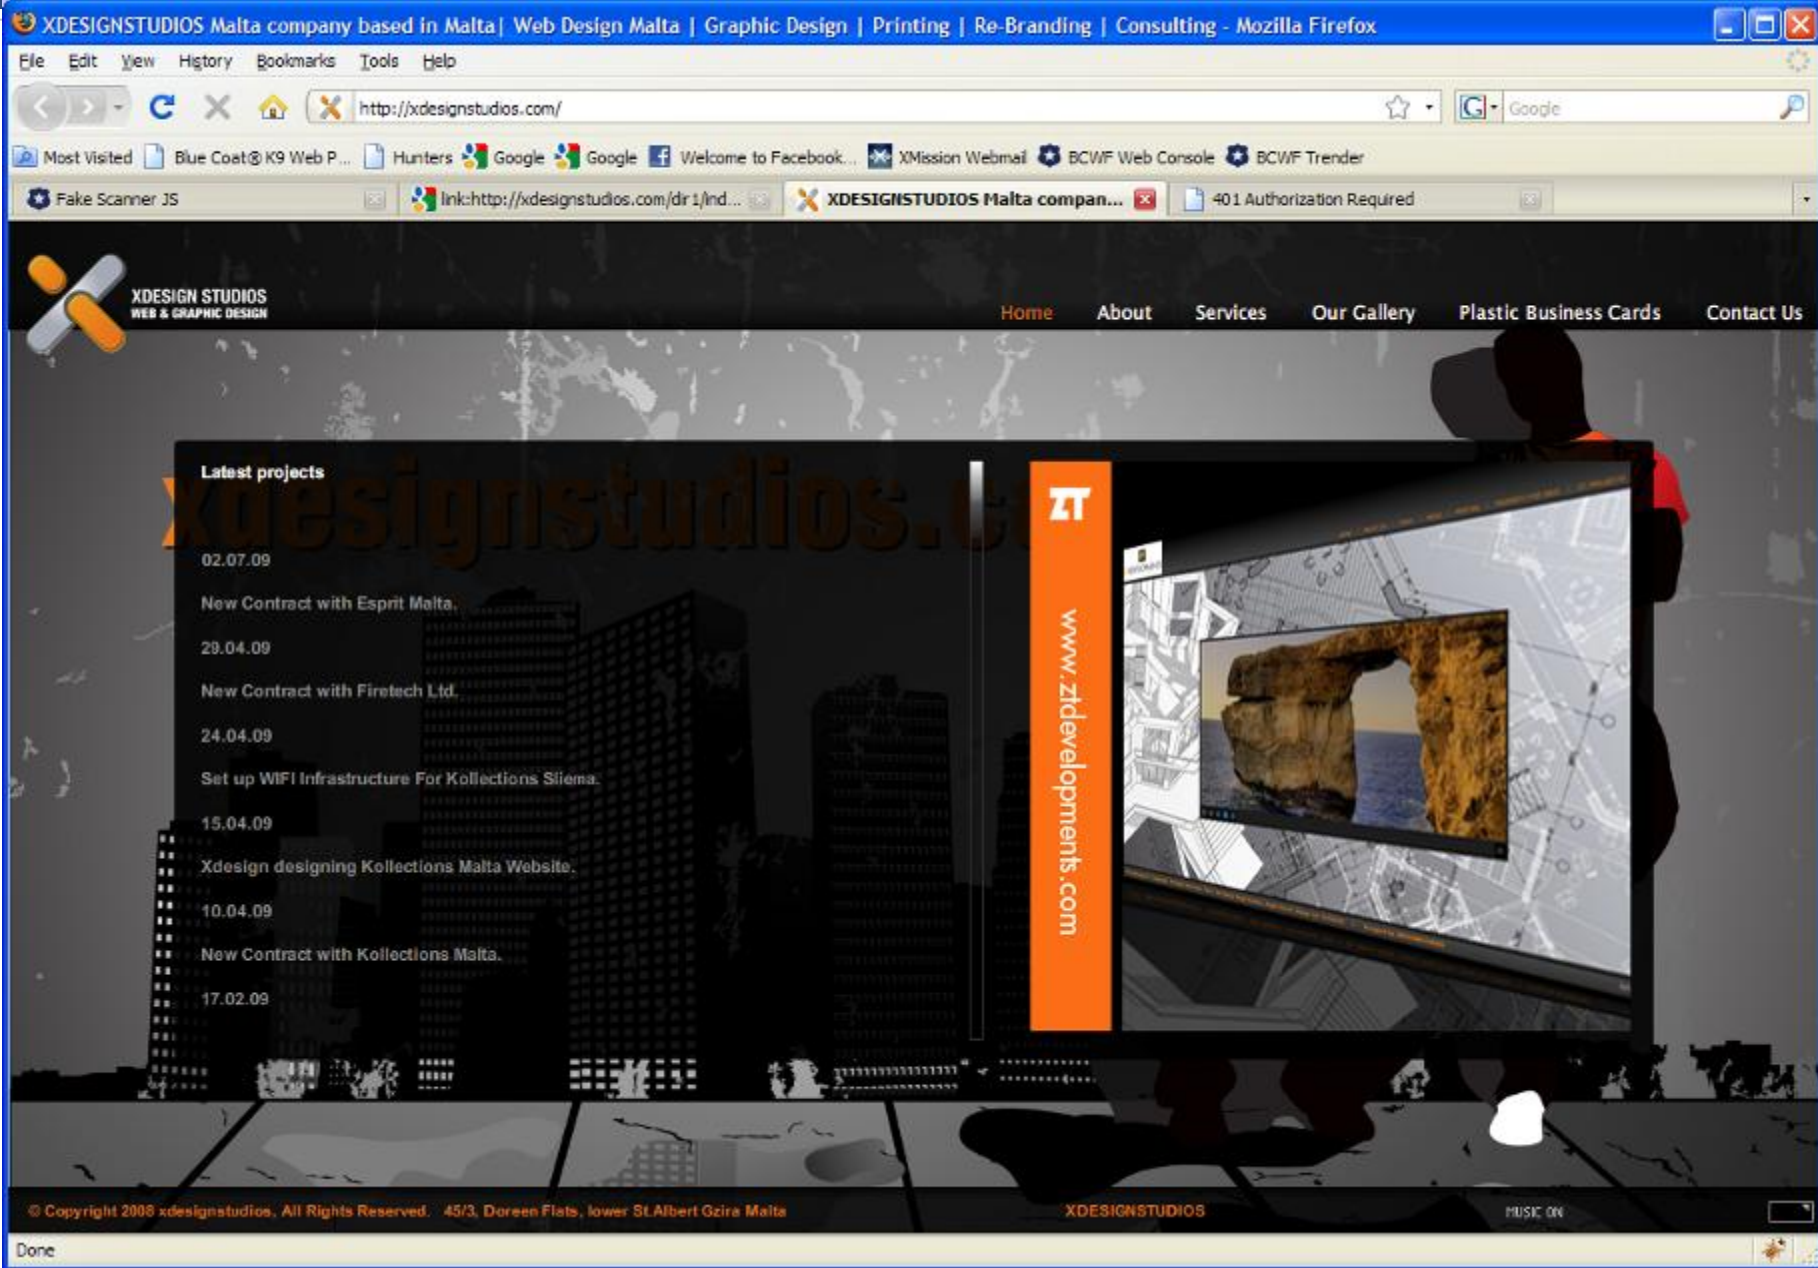 XDESIGNSTUDIOS Malta company based in Malta| Web Design Malta | Graphic Design | Printing | Re-Branding | Consulting - Mozilla Firefox
File Edit View History Bookmarks Tools Help
http://xdesignstudios.com/ Google
Most Visited Blue Coat® K9 Web P... Hunters Google Google Welcome to Facebook... XMission Webmail BCWF Web Console BCWF Trender
Fake Scanner JS link:http://xdesignstudios.com/dir1/ind... XDESIGNSTUDIOS Malta compan... 401 Authorization Required
XDESIGN STUDIOS
WEB & GRAPHIC DESIGN
Home About Services Our Gallery Plastic Business Cards Contact Us
Latest projects
xdesignstudios.c
02.07.09
New Contract with Esprit Malta.
29.04.09
New Contract with Firetech Ltd.
24.04.09
Set up WIFI Infrastructure For Kollections Sliema.
15.04.09
Xdesign designing Kollections Malta Website.
10.04.09
New Contract with Kollections Malta.
17.02.09
ZT
www.ztdevelopments.com
© Copyright 2008 xdesignstudios, All Rights Reserved. 45/3, Doreen Flats, lower St.Albert Gzira Malta
XDESIGNSTUDIOS
MUSIC ON
Done